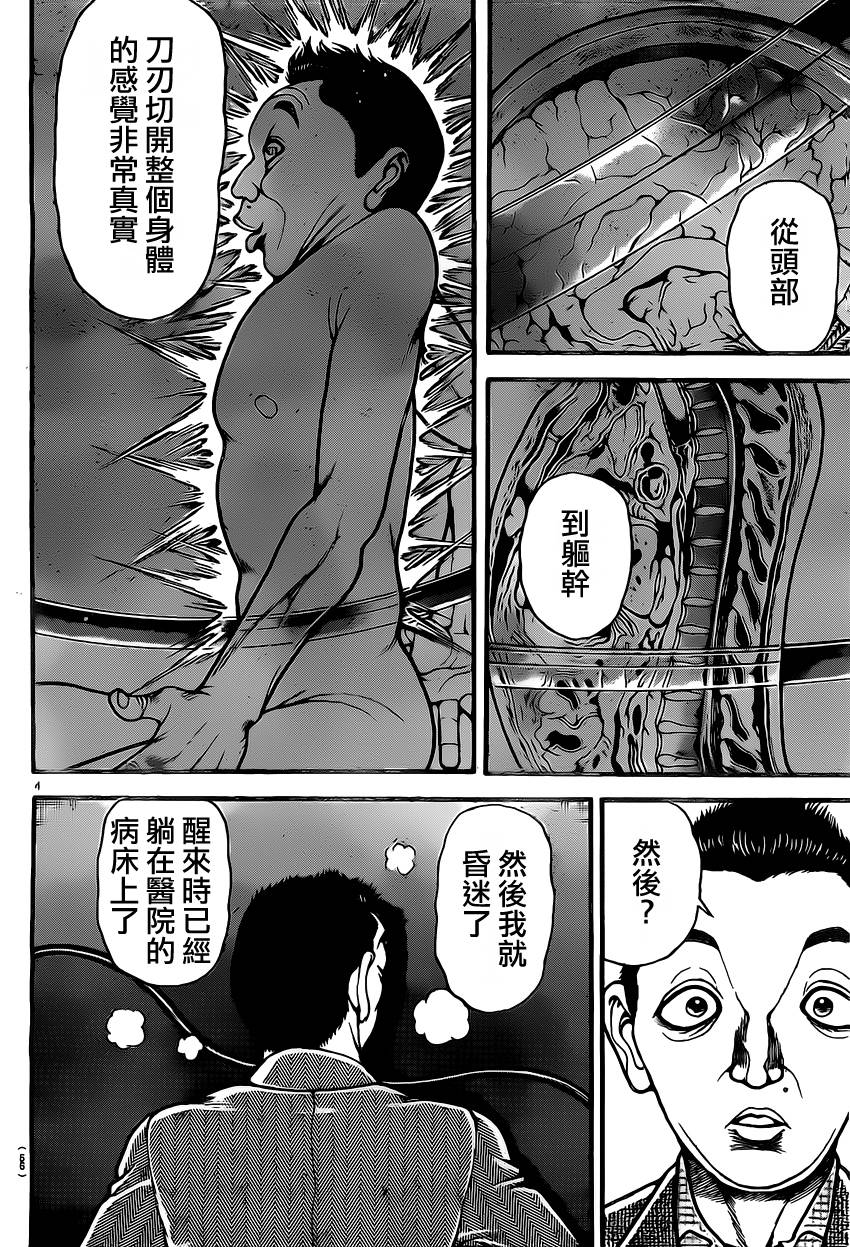 從頭部
到軀幹
刀刃切開整個身體
的感覺非常真實
4
然後?
然後我就
昏迷了
醒來時已經
躺在醫院的
病床上了
(66)